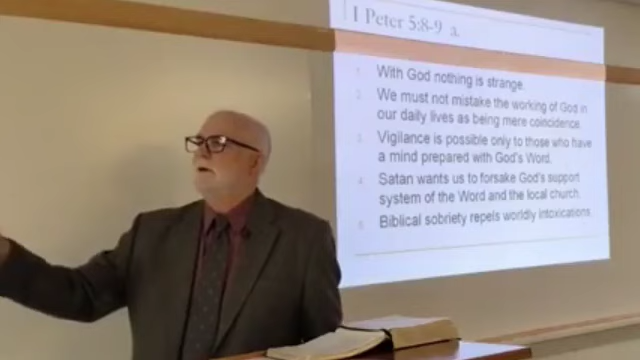 I Peter 5:8-9 a.
1. With God nothing is strange.
2. We must not mistake the working of God in
our daily lives as being mere coincidence.
3. Vigilance is possible only to those who have
a mind prepared with God's Word.
4. Satan wants us to forsake God's support
system of the Word and the local church.
5. Biblical sobriety repels worldly intoxications.